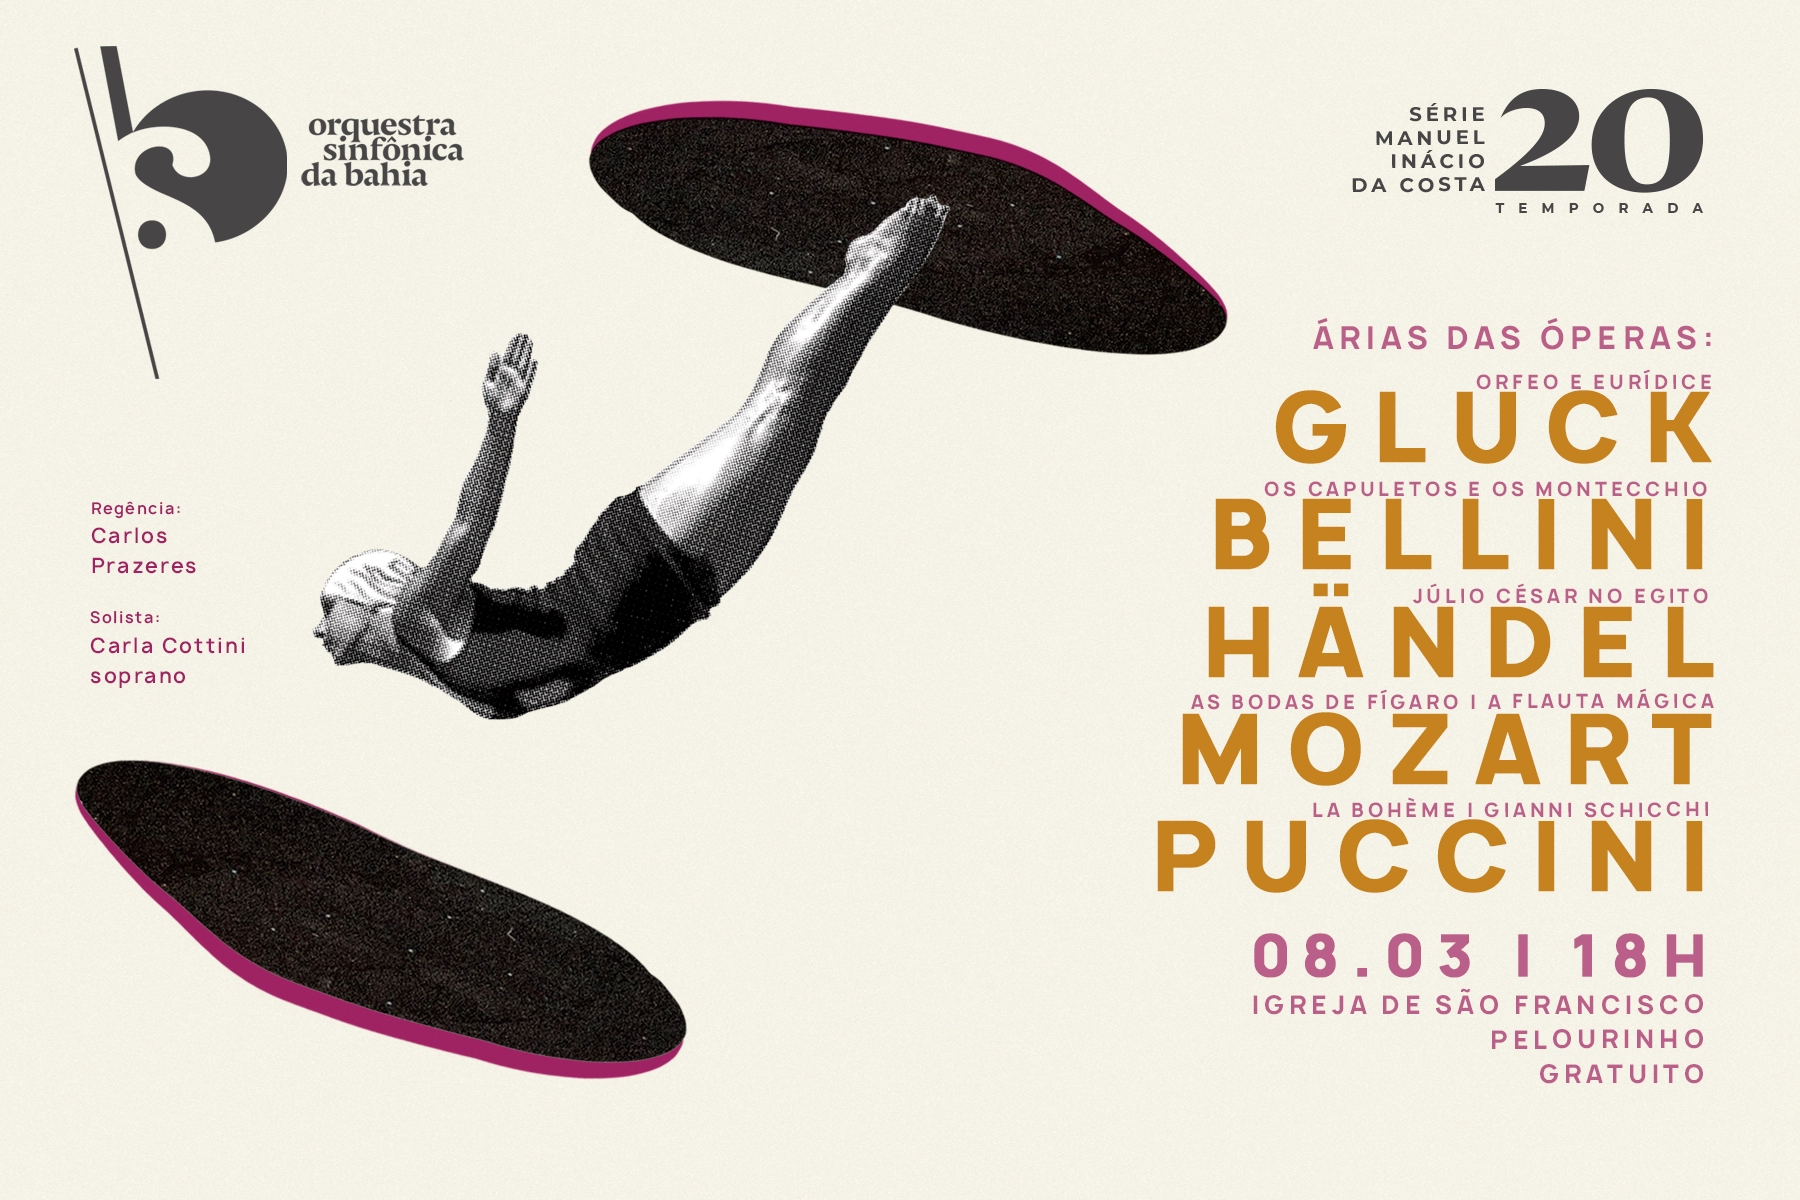 orquestra
sinfônica
da bahia
SÉRIE
MANUEL
INÁCIO
DA COSTA
20
TEMPORADA
Regência:
Carlos
Prazeres
Solista:
Carla Cottini
soprano
ÁRIAS DAS ÓPERAS:
ORFEO E EURÍDICE
GLUCK
OS CAPULETOS E OS MONTECCHIO
BELLINI
JÚLIO CÉSAR NO EGITO
HÄNDEL
AS BODAS DE FÍGARO | A FLAUTA MÁGICA
MOZART
LA BOHÈME | GIANNI SCHICCHI
PUCCINI
08.03 | 18H
IGREJA DE SÃO FRANCISCO
PELOURINHO
GRATUITO